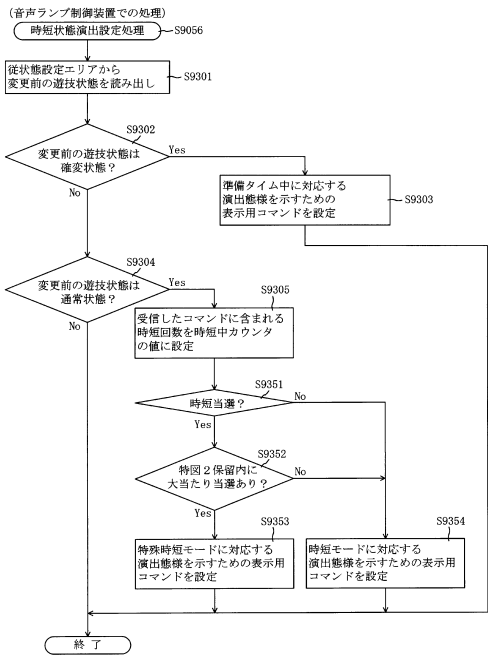 (音声ランプ制御装置での処理)
時短状態演出設定処理
S9056
従状態設定エリアから
変更前の遊技状態を読み出し
S9301
S9302
変更前の遊技状態は
確変状態?
Yes
No
準備タイム中に対応する
演出態様を示すための
表示用コマンドを設定
S9303
S9304
変更前の遊技状態は
通常状態?
Yes
No
S9305
受信したコマンドに含まれる
時短回数を時短中カウンタ
の値に設定
S9351
時短当選?
No
Yes
S9352
特図2保留内に
大当たり当選あり?
No
Yes
S9353
特殊時短モードに対応する
演出態様を示すための表示用
コマンドを設定
S9354
時短モードに対応する
演出態様を示すための表示用
コマンドを設定
終了